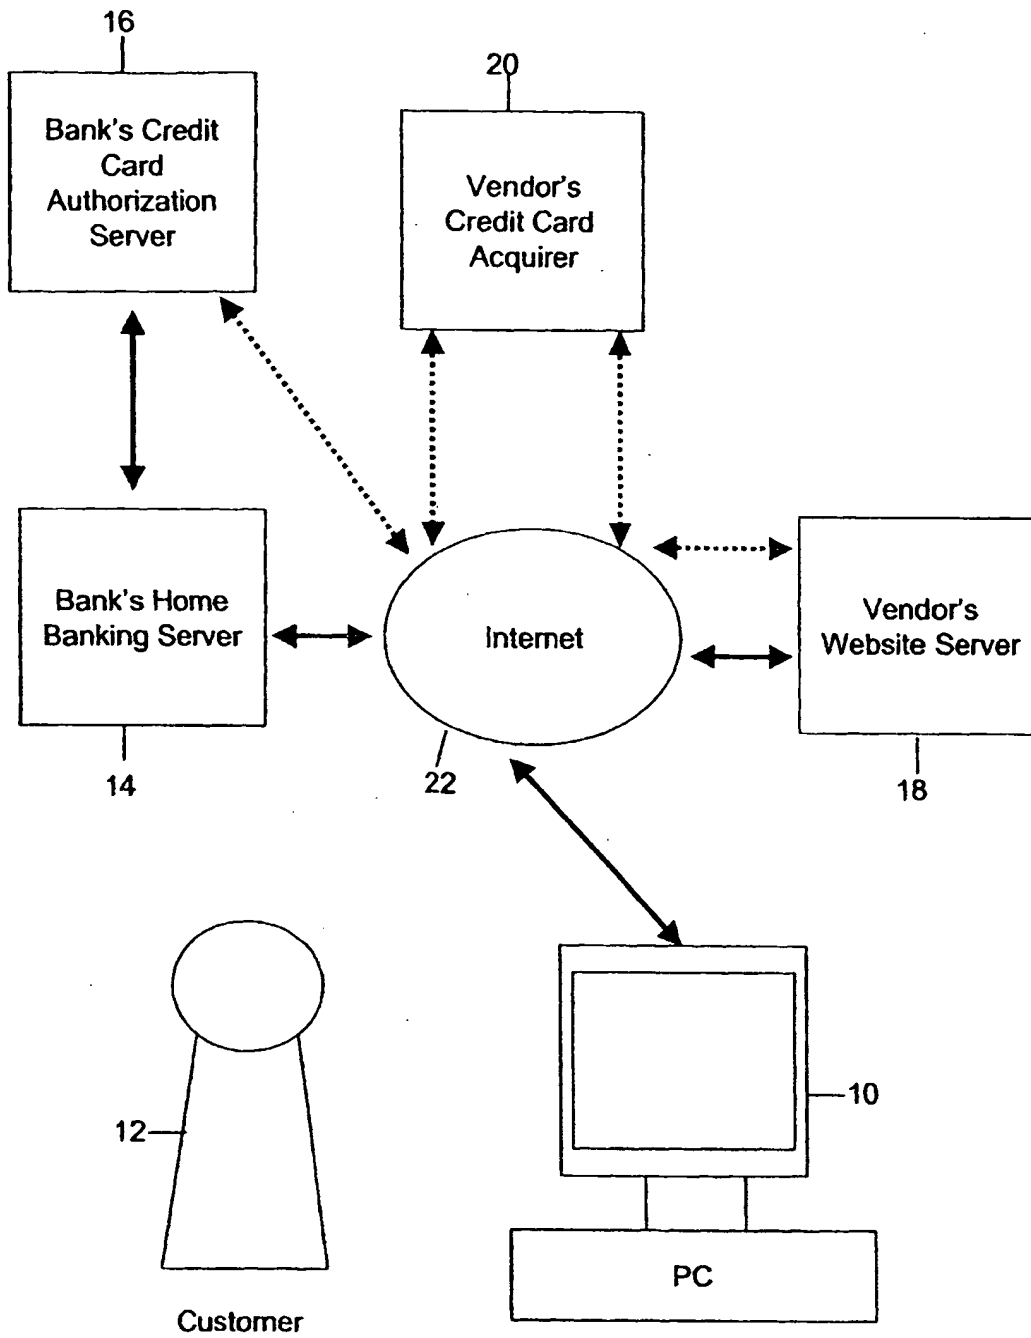 16
Bank's Credit
Card
Authorization
Server
20
Vendor's
Credit Card
Acquirer
Bank's Home
Banking Server
14
Internet
22
Vendor's
Website Server
18
12
Customer
10
PC